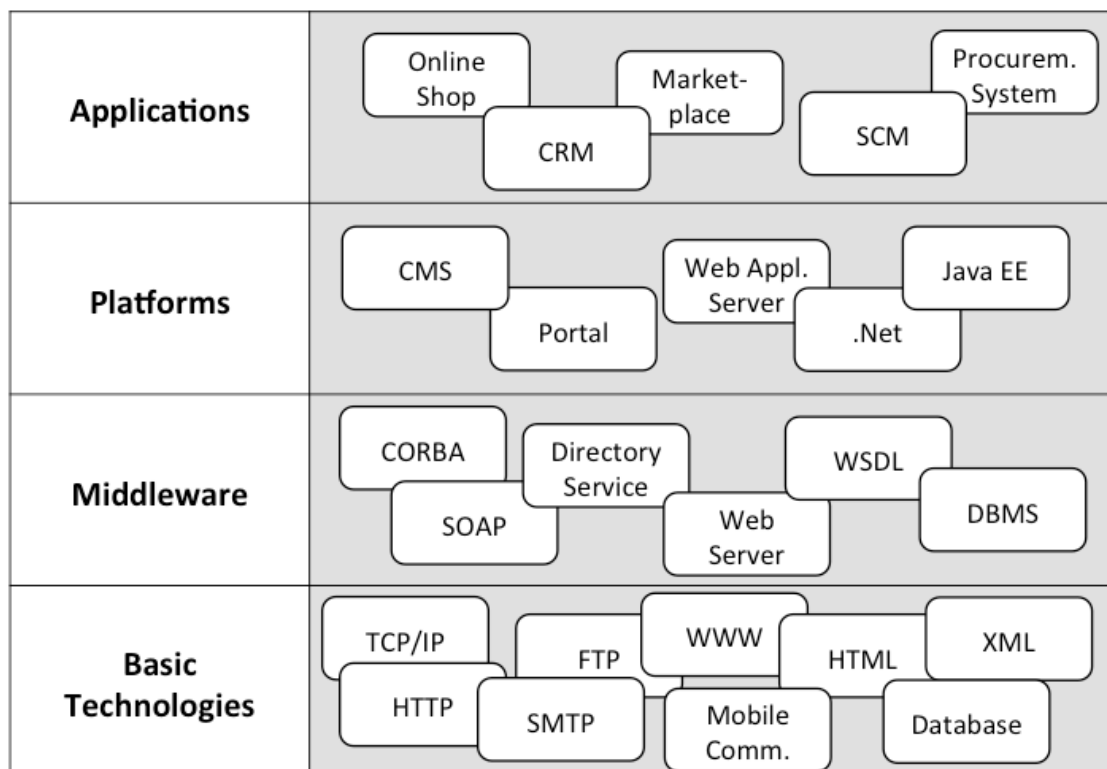 Applications
Online
Shop
CRM
Market-
place
SCM
Procurem.
System
Platforms
CMS
Portal
Web Appl.
Server
.Net
Java EE
Middleware
CORBA
SOAP
Directory
Service
Web
Server
WSDL
DBMS
Basic
Technologies
TCP/IP
HTTP
FTP
SMTP
WWW
Mobile
Comm.
HTML
XML
Database